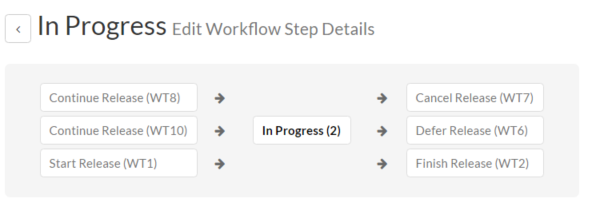 In Progress Edit Workflow Step Details
Continue Release (WT8)
Cancel Release (WT7)
Continue Release (WT10)
In Progress (2)
Defer Release (WT6)
Start Release (WT1)
Finish Release (WT2)